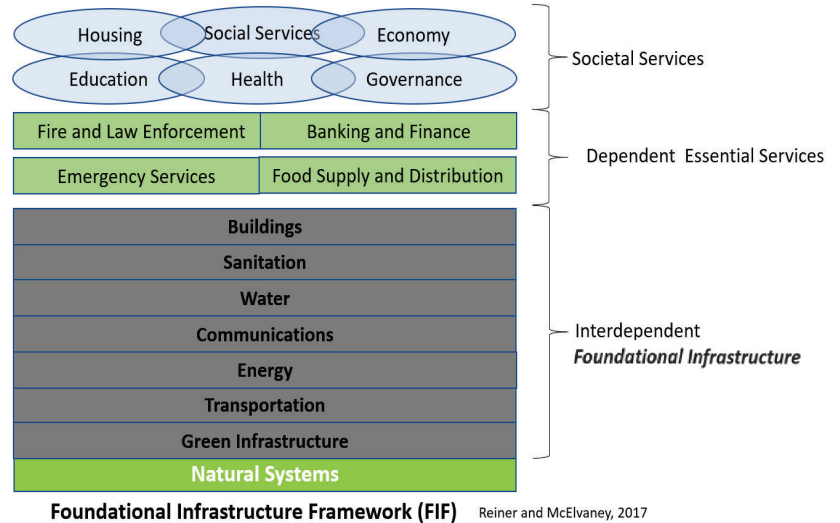 Housing
Social Services
Economy
Education
Health
Governance
Societal Services
Fire and Law Enforcement
Banking and Finance
Emergency Services
Food Supply and Distribution
Dependent Essential Services
Buildings
Sanitation
Water
Communications
Energy
Transportation
Green Infrastructure
Interdependent
Foundational Infrastructure
Natural Systems
Foundational Infrastructure Framework (FIF)
Reiner and McElvaney, 2017